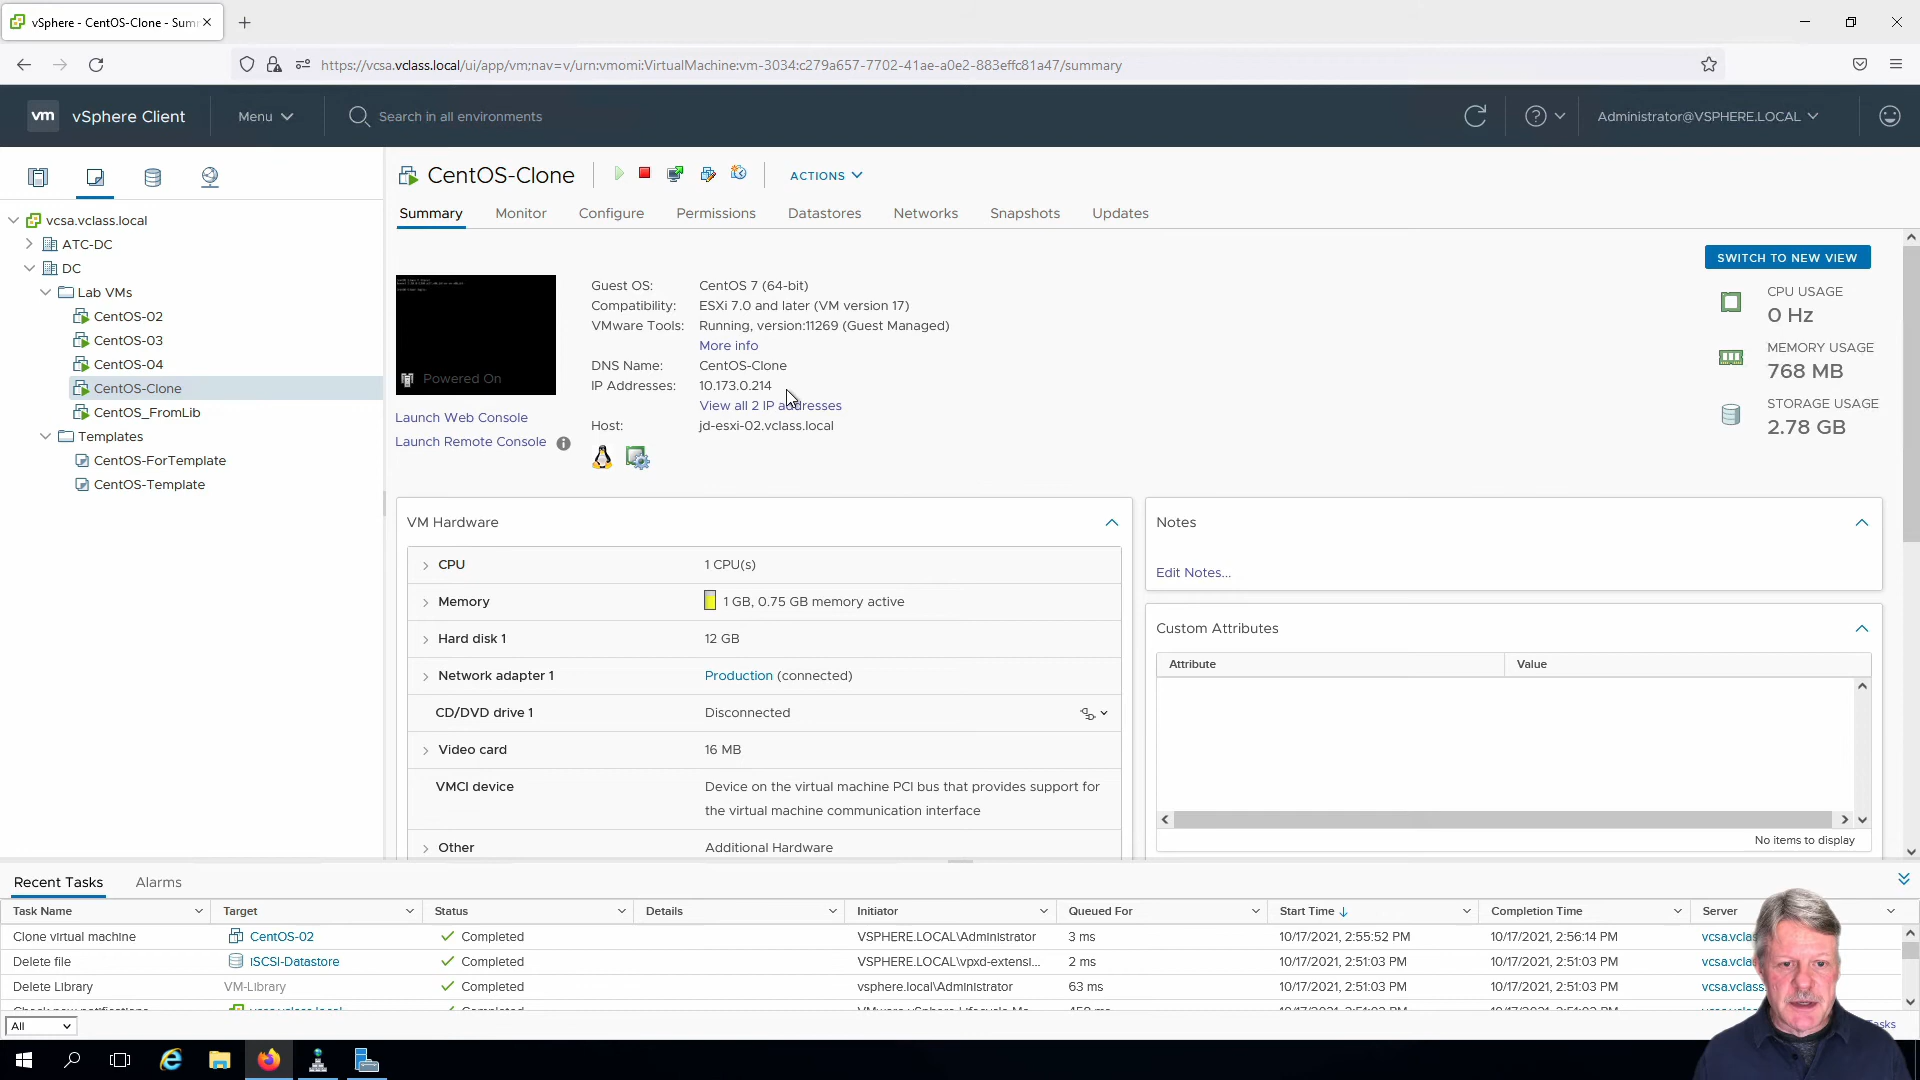 vSphere - CentOS-Clone - Sum
https://vcsa.vclass.local/ui/app/vm;nav=v/urn:vmomi:VirtualMachine:vm-3034:c279a657-7702-41ae-a0e2-883effc81a47/summary
vm vSphere Client Menu Search in all environments Administrator@VSPHERE.LOCAL
CentOS-Clone ACTIONS
Summary Monitor Configure Permissions Datastores Networks Snapshots Updates
vcsa.vclass.local
ATC-DC
DC
Lab VMs
CentOS-02
CentOS-03
CentOS-04
CentOS-Clone
CentOS_FromLib
Templates
CentOS-ForTemplate
CentOS-Template
SWITCH TO NEW VIEW
Powered On
Launch Web Console
Launch Remote Console
Guest OS: CentOS 7 (64-bit)
Compatibility: ESXi 7.0 and later (VM version 17)
VMware Tools: Running, version:11269 (Guest Managed)
More info
DNS Name: CentOS-Clone
IP Addresses: 10.173.0.214
View all 2 IP addresses
Host: jd-esxi-02.vclass.local
CPU USAGE
0 Hz
MEMORY USAGE
768 MB
STORAGE USAGE
2.78 GB
VM Hardware
CPU 1 CPU(s)
Memory 1 GB, 0.75 GB memory active
Hard disk 1 12 GB
Network adapter 1 Production (connected)
CD/DVD drive 1 Disconnected
Video card 16 MB
VMCI device Device on the virtual machine PCI bus that provides support for
the virtual machine communication interface
Other Additional Hardware
Notes
Edit Notes...
Custom Attributes
Attribute Value
No items to display
Recent Tasks Alarms
Task Name Target Status Details Initiator Queued For Start Time Completion Time Server
Clone virtual machine CentOS-02 Completed VSPHERE.LOCAL\Administrator 3 ms 10/17/2021, 2:55:52 PM 10/17/2021, 2:56:14 PM vcsa.vclas
Delete file iSCSI-Datastore Completed VSPHERE.LOCAL\vpxd-extensi... 2 ms 10/17/2021, 2:51:03 PM 10/17/2021, 2:51:03 PM vcsa.vclas
Delete Library VM-Library Completed vsphere.local\Administrator 63 ms 10/17/2021, 2:51:03 PM 10/17/2021, 2:51:03 PM vcsa.vclass.
All